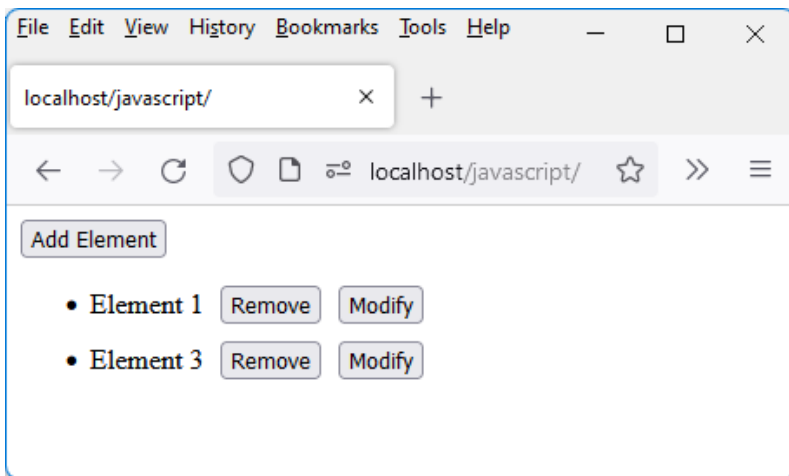 File Edit View History Bookmarks Tools Help
localhost/javascript/
localhost/javascript/
Add Element
• Element 1 Remove Modify
• Element 3 Remove Modify